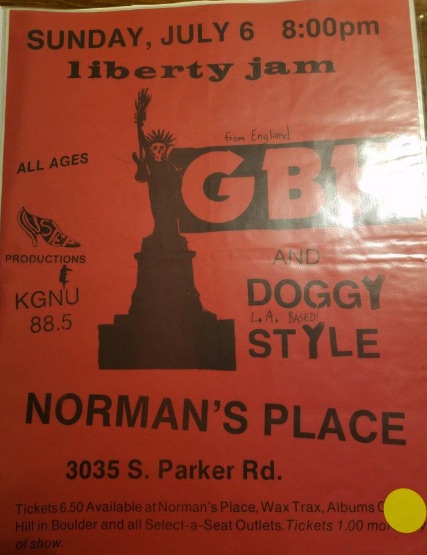 SUNDAY, JULY 6 8:00pm
liberty jam
from England
ALL AGES
GBH
AND
PRODUCTIONS
KGNU
88.5
DOGGY
L.A. BASED!
STYLE
NORMAN'S PLACE
3035 S. Parker Rd.
Tickets 6.50 Available at Norman's Place, Wax Trax, Albums
Hill in Boulder and all Select-a-Seat Outlets. Tickets 1.00
of show.